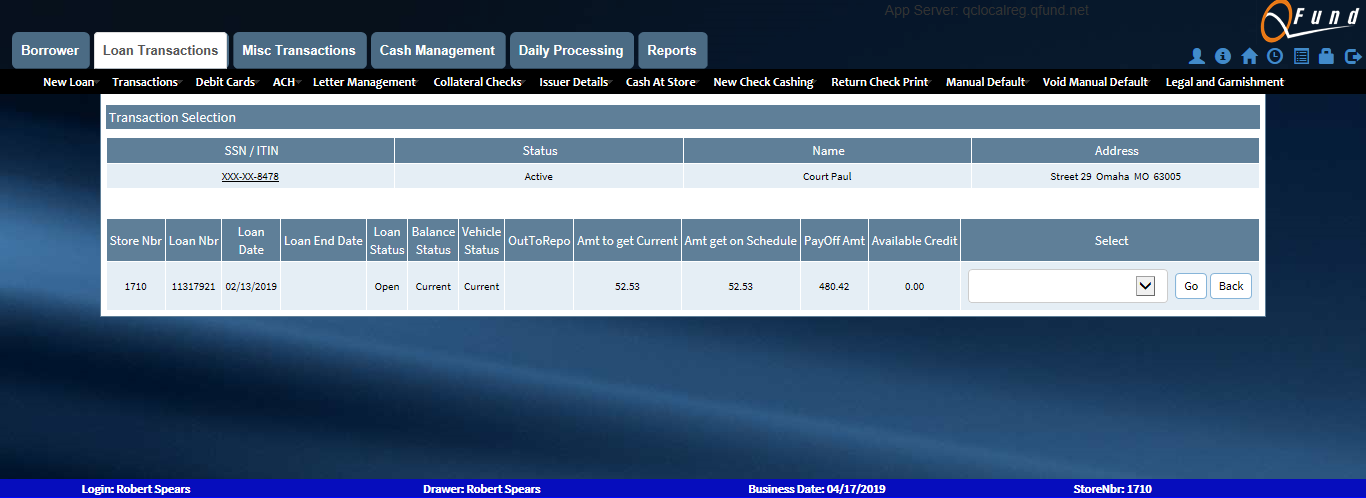 App Server: qclocalreg.qfund.net
QFund
Borrower Loan Transactions Misc Transactions Cash Management Daily Processing Reports
New Loan Transactions Debit Cards ACH Letter Management Collateral Checks Issuer Details Cash At Store New Check Cashing Return Check Print Manual Default Void Manual Default Legal and Garnishment
Transaction Selection
SSN / ITIN Status Name Address
XXX-XX-8478 Active Court Paul Street 29 Omaha MO 63005
Store Nbr Loan Nbr Loan Date Loan End Date Loan Status Balance Status Vehicle Status OutToRepo Amt to get Current Amt get on Schedule PayOff Amt Available Credit Select
1710 11317921 02/13/2019 Open Current Current 52.53 52.53 480.42 0.00 Go Back
Login: Robert Spears Drawer: Robert Spears Business Date: 04/17/2019 StoreNbr: 1710